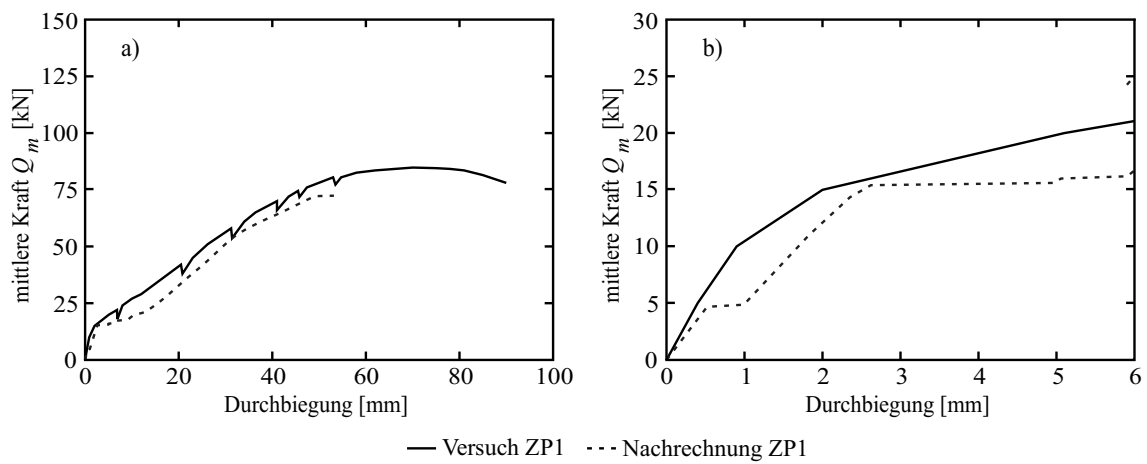 a)
mittlere Kraft Q_m [kN]
150
125
100
75
50
25
0
0 20 40 60 80 100
Durchbiegung [mm]
b)
mittlere Kraft Q_m [kN]
30
25
20
15
10
5
0
0 1 2 3 4 5 6
Durchbiegung [mm]
Versuch ZP1 Nachrechnung ZP1